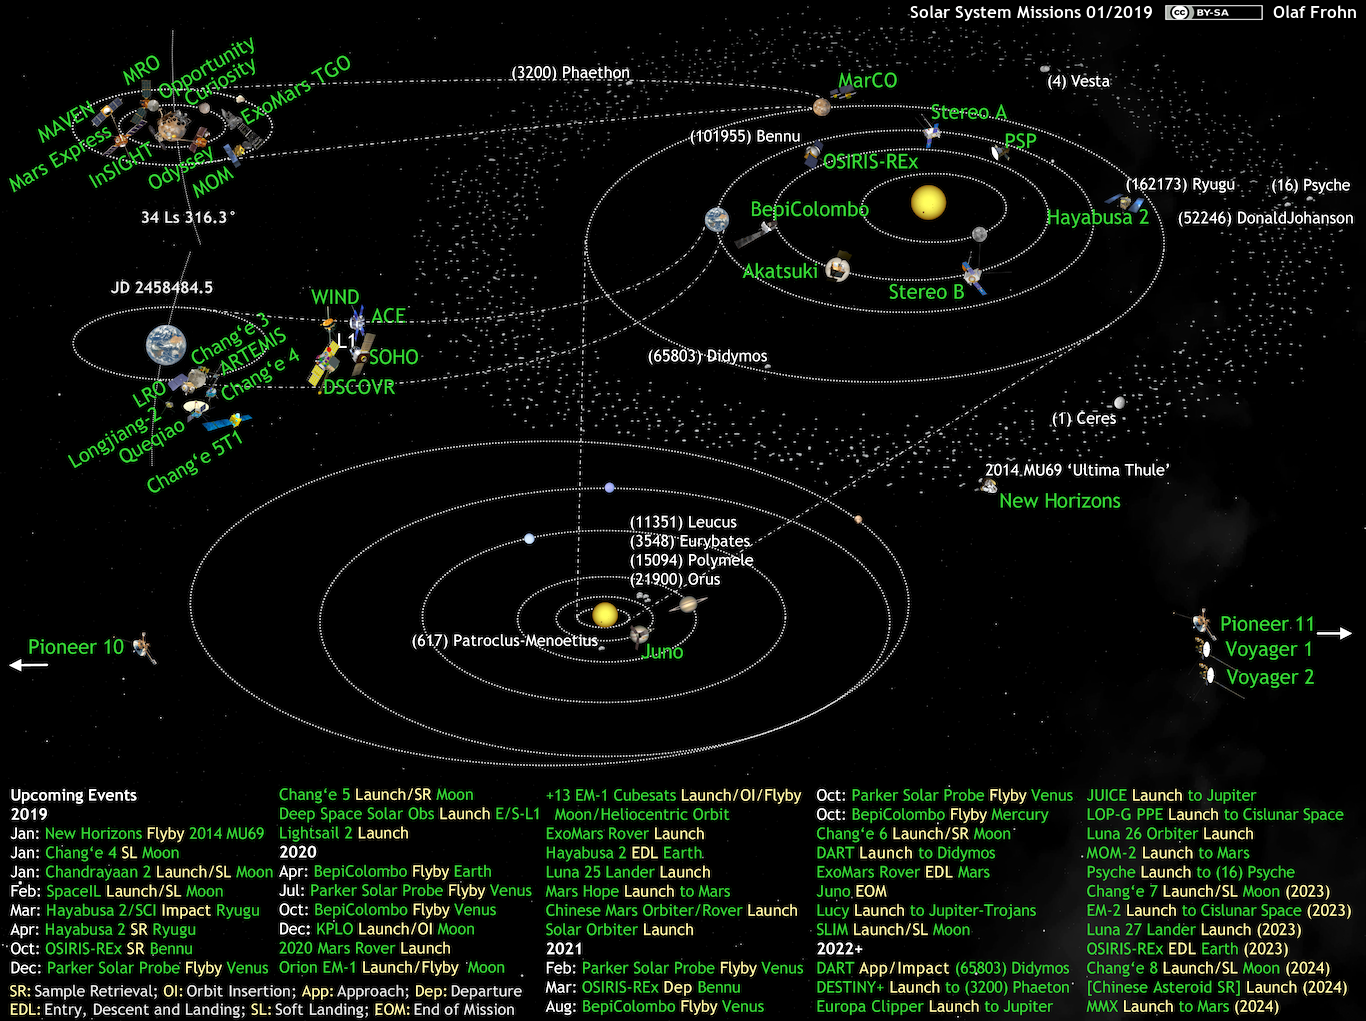 Solar System Missions 01/2019 cc BY-SA Olaf Frohn
MRO
Opportunity
Curiosity
ExoMars TGO
MAVEN
Mars Express
InSIGHT
Odyssey
MOM
34 Ls 316.3°
(3200) Phaethon
MarCO
(4) Vesta
Stereo A
(101955) Bennu
PSP
OSIRIS-REx
(162173) Ryugu
(16) Psyche
BepiColombo
Hayabusa 2
(52246) DonaldJohanson
Akatsuki
Stereo B
JD 2458484.5
WIND
ACE
L1
SOHO
DSCOVR
Chang‘e 3
ARTEMIS
Chang‘e 4
LRO
Longjiang-2
Queqiao
Chang‘e 5T1
(65803) Didymos
(1) Ceres
2014 MU69 ‘Ultima Thule’
New Horizons
(11351) Leucus
(3548) Eurybates
(15094) Polymele
(21900) Orus
(617) Patroclus-Menoetius
Juno
Pioneer 10
Pioneer 11
Voyager 1
Voyager 2
Upcoming Events
2019
Jan: New Horizons Flyby 2014 MU69
Jan: Chang‘e 4 SL Moon
Jan: Chandrayaan 2 Launch/SL Moon
Feb: SpaceIL Launch/SL Moon
Mar: Hayabusa 2/SCI Impact Ryugu
Apr: Hayabusa 2 SR Ryugu
Oct: OSIRIS-REx SR Bennu
Dec: Parker Solar Probe Flyby Venus
Chang‘e 5 Launch/SR Moon
Deep Space Solar Obs Launch E/S-L1
Lightsail 2 Launch
2020
Apr: BepiColombo Flyby Earth
Jul: Parker Solar Probe Flyby Venus
Oct: BepiColombo Flyby Venus
Dec: KPLO Launch/OI Moon
2020 Mars Rover Launch
Orion EM-1 Launch/Flyby Moon
+13 EM-1 Cubesats Launch/OI/Flyby
Moon/Heliocentric Orbit
ExoMars Rover Launch
Hayabusa 2 EDL Earth
Luna 25 Lander Launch
Mars Hope Launch to Mars
Chinese Mars Orbiter/Rover Launch
Solar Orbiter Launch
2021
Feb: Parker Solar Probe Flyby Venus
Mar: OSIRIS-REx Dep Bennu
Aug: BepiColombo Flyby Venus
Oct: Parker Solar Probe Flyby Venus
Oct: BepiColombo Flyby Mercury
Chang‘e 6 Launch/SR Moon
DART Launch to Didymos
ExoMars Rover EDL Mars
Juno EOM
Lucy Launch to Jupiter-Trojans
SLIM Launch/SL Moon
2022+
DART App/Impact (65803) Didymos
DESTINY+ Launch to (3200) Phaeton
Europa Clipper Launch to Jupiter
JUICE Launch to Jupiter
LOP-G PPE Launch to Cislunar Space
Luna 26 Orbiter Launch
MOM-2 Launch to Mars
Psyche Launch to (16) Psyche
Chang‘e 7 Launch/SL Moon (2023)
EM-2 Launch to Cislunar Space (2023)
Luna 27 Lander Launch (2023)
OSIRIS-REx EDL Earth (2023)
Chang‘e 8 Launch/SL Moon (2024)
[Chinese Asteroid SR] Launch (2024)
MMX Launch to Mars (2024)
SR: Sample Retrieval; OI: Orbit Insertion; App: Approach; Dep: Departure
EDL: Entry, Descent and Landing; SL: Soft Landing; EOM: End of Mission